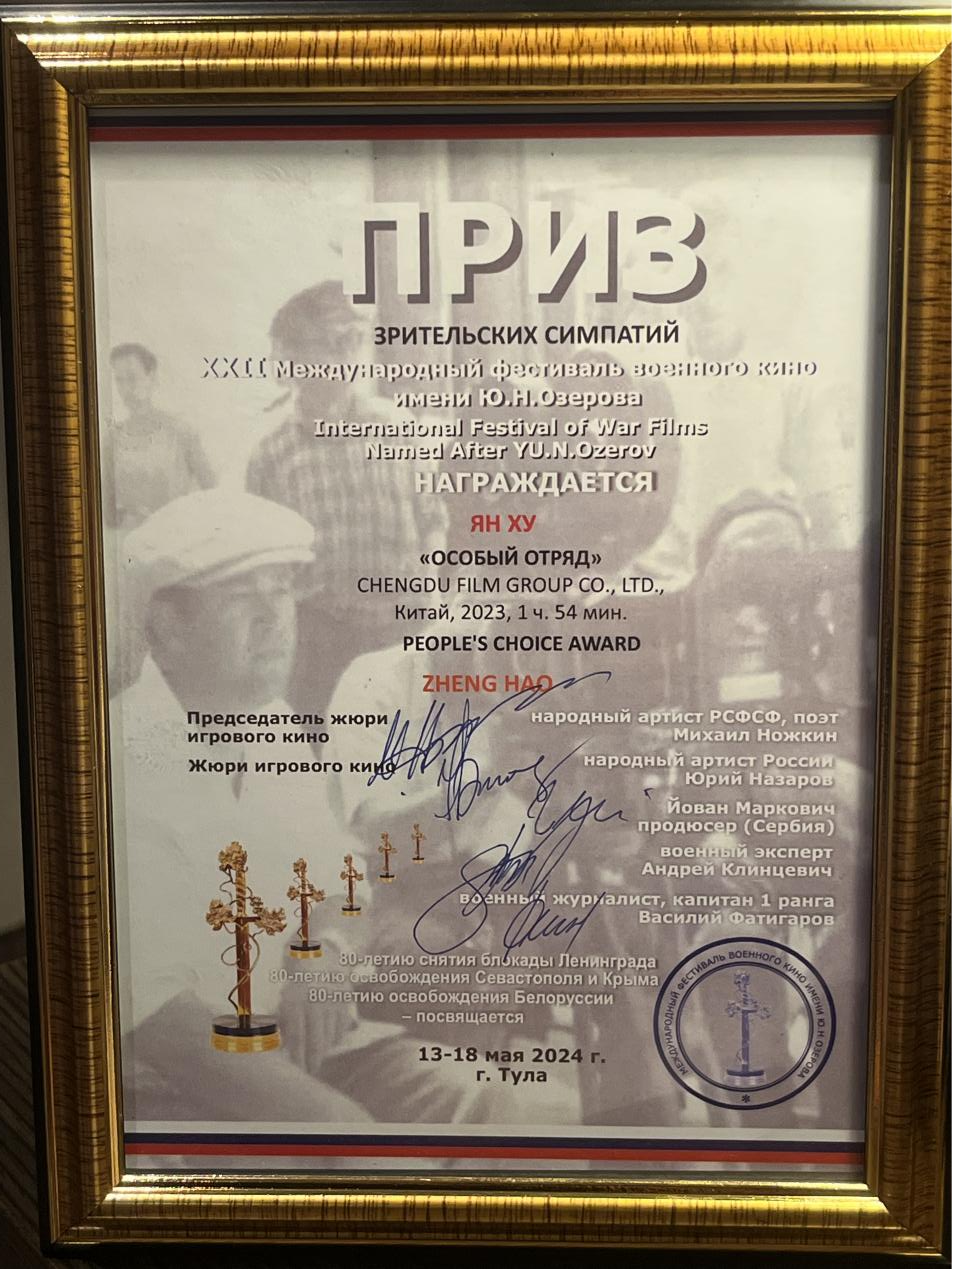 ПРИЗ
ЗРИТЕЛЬСКИХ СИМПАТИЙ
XXII Международный фестиваль военного кино
имени Ю.Н.Озерова
International Festival of War Films
Named After YU.N.Ozerov
НАГРАЖДАЕТСЯ
ЯН ХУ
«ОСОБЫЙ ОТРЯД»
CHENGDU FILM GROUP CO., LTD.,
Китай, 2023, 1 ч. 54 мин.
PEOPLE'S CHOICE AWARD
ZHENG HAO
Председатель жюри
игрового кино
народный артист РСФСФ, поэт
Михаил Ножкин
Жюри игрового кино
народный артист России
Юрий Назаров
Йован Маркович
продюсер (Сербия)
военный эксперт
Андрей Клинцевич
военный журналист, капитан 1 ранга
Василий Фатигаров
80-летию снятия блокады Ленинграда
80-летию освобождения Севастополя и Крыма
80-летию освобождения Белоруссии
– посвящается
13-18 мая 2024 г.
г. Тула
МЕЖДУНАРОДНЫЙ ФЕСТИВАЛЬ ВОЕННОГО КИНО ИМЕНИ Ю.Н.ОЗЕРОВА